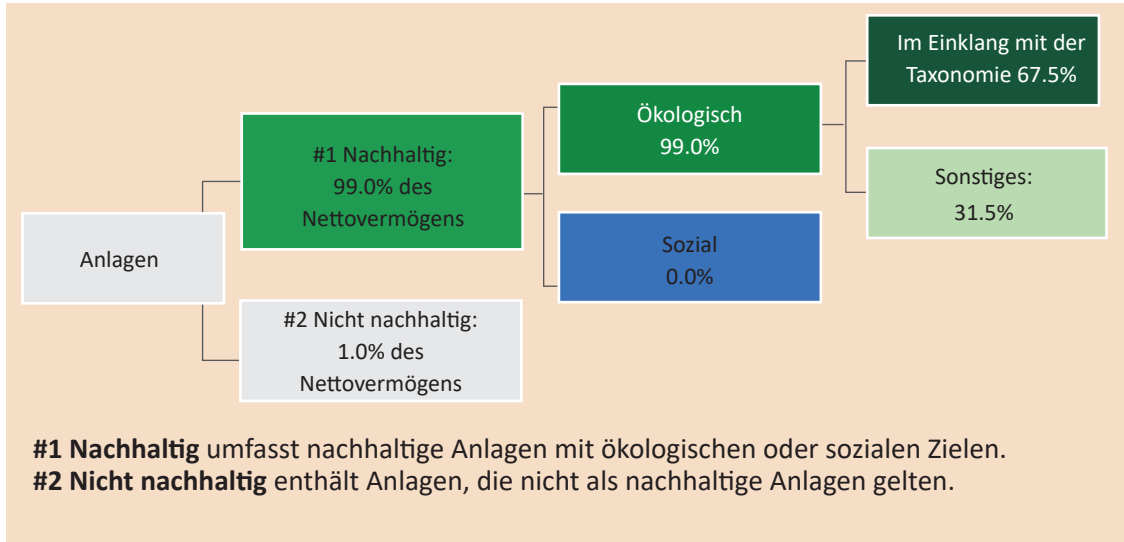 Anlagen
#1 Nachhaltig:
99.0% des
Nettovermögens
#2 Nicht nachhaltig:
1.0% des
Nettovermögens
Ökologisch
99.0%
Sozial
0.0%
Im Einklang mit der
Taxonomie 67.5%
Sonstiges:
31.5%
#1 Nachhaltig umfasst nachhaltige Anlagen mit ökologischen oder sozialen Zielen.
#2 Nicht nachhaltig enthält Anlagen, die nicht als nachhaltige Anlagen gelten.